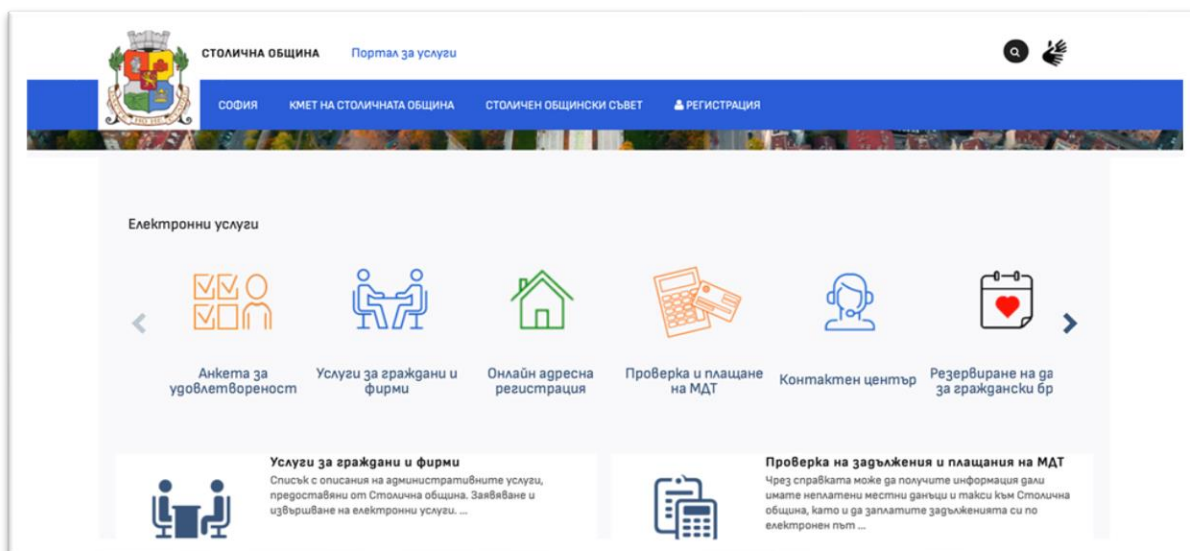 СТОЛИЧНА ОБЩИНА Портал за услуги
СОФИЯ КМЕТ НА СТОЛИЧНАТА ОБЩИНА СТОЛИЧЕН ОБЩИНСКИ СЪВЕТ РЕГИСТРАЦИЯ
Електронни услуги
Анкета за
удовлетвореност
Услуги за граждани и
фирми
Онлайн адресна
регистрация
Проверка и плащане
на МДТ
Контактен център
Резервиране на да
за граждански бр
Услуги за граждани и фирми
Списък с описания на административните услуги,
предоставяни от Столична община. Заявяване и
извършване на електронни услуги. ...
Проверка на задължения и плащания на МДТ
Чрез справката може да получите информация дали
имате неплатени местни данъци и такси към Столична
община, като и да заплатите задълженията си по
електронен път ...